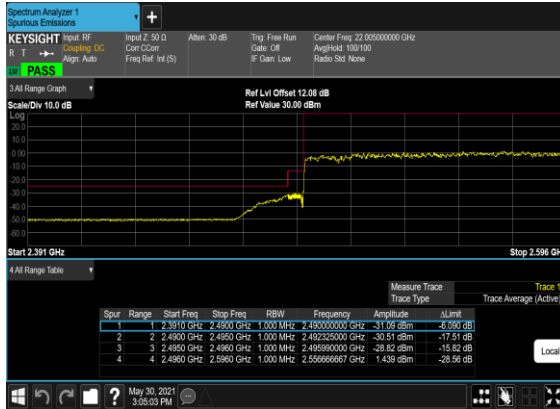 Spectrum Analyzer 1
Spurious Emissions
+
KEYSIGHT
R T
LXI
PASS
Input: RF
Coupling: DC
Align: Auto
Input Z: 50 Ω
Corr CCorr
Freq Ref: Int (S)
Atten: 30 dB
Trig: Free Run
Gate: Off
IF Gain: Low
Center Freq: 22.005000000 GHz
Avg|Hold: 100/100
Radio Std: None
3 All Range Graph
Scale/Div 10.0 dB
Ref Lvl Offset 12.08 dB
Ref Value 30.00 dBm
Log
20.0
10.0
0.00
-10.0
-20.0
-30.0
-40.0
-50.0
-60.0
Start 2.391 GHz
Stop 2.596 GH
4 All Range Table
Measure Trace Trace 1
Trace Type Trace Average (Active)
Spur Range Start Freq Stop Freq RBW Frequency Amplitude ΔLimit
1 1 2.3910 GHz 2.4900 GHz 1.000 MHz 2.490000000 GHz -31.09 dBm -6.090 dB
2 2 2.4900 GHz 2.4950 GHz 1.000 MHz 2.492325000 GHz -30.51 dBm -17.51 dB
3 3 2.4950 GHz 2.4960 GHz 1.000 MHz 2.495990000 GHz -28.82 dBm -15.82 dB
4 4 2.4960 GHz 2.5960 GHz 1.000 MHz 2.556666667 GHz 1.439 dBm -28.56 dB
Local
?
May 30, 2021
3:05:03 PM